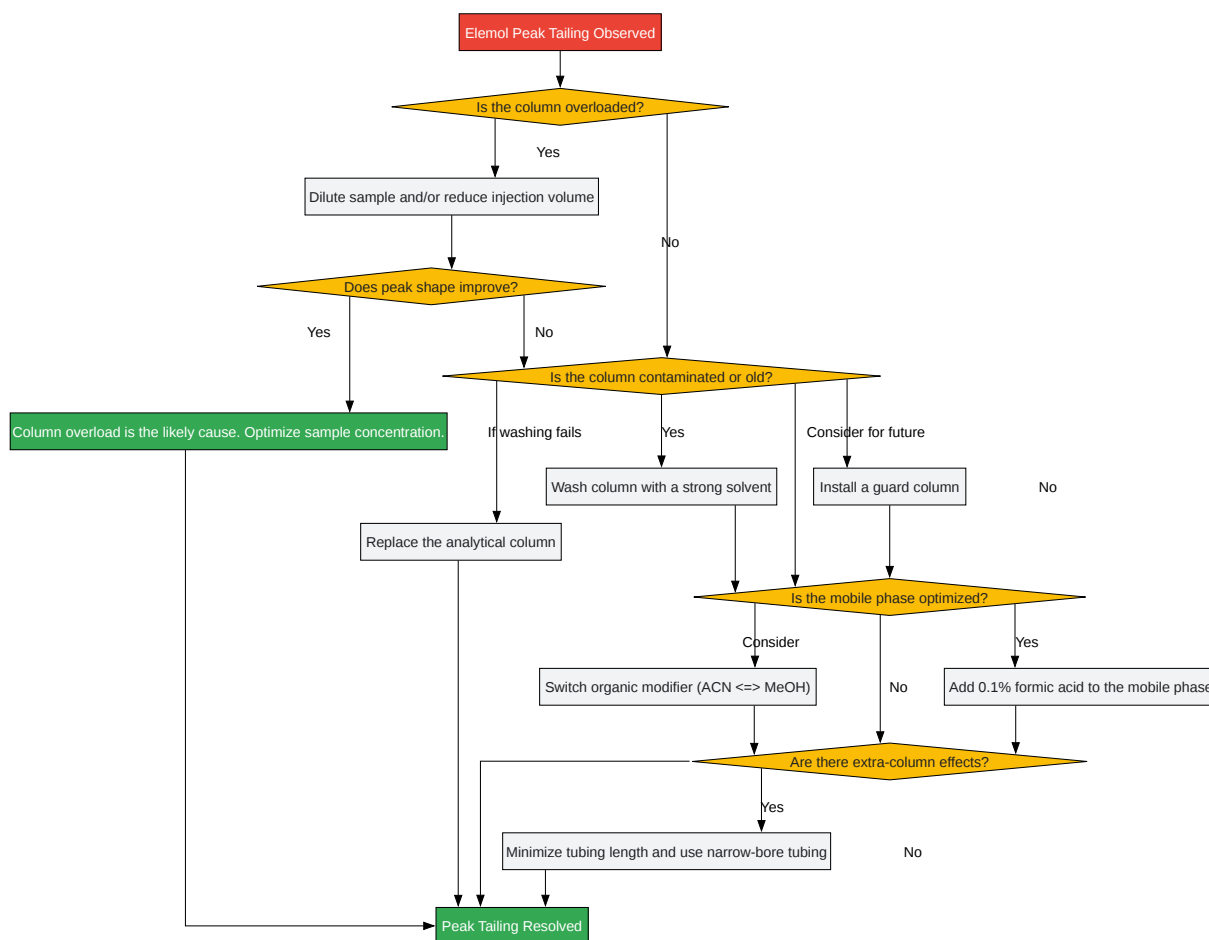 Elemol Peak Tailing Observed
Is the column overloaded?
Yes
Dilute sample and/or reduce injection volume
No
Does peak shape improve?
Yes
No
Is the column contaminated or old?
Column overload is the likely cause. Optimize sample concentration.
If washing fails
Yes
Consider for future
Wash column with a strong solvent
Install a guard column
No
Replace the analytical column
Is the mobile phase optimized?
Consider
Yes
Switch organic modifier (ACN <=> MeOH)
No
Add 0.1% formic acid to the mobile phase
Are there extra-column effects?
Yes
Minimize tubing length and use narrow-bore tubing
No
Peak Tailing Resolved